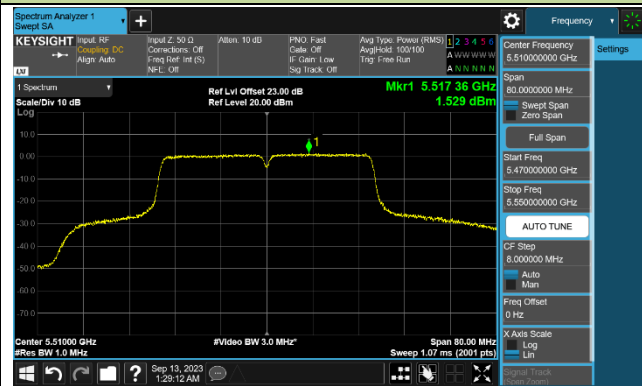 Spectrum Analyzer 1
Swept SA
Frequency
KEYSIGHT
Input: RF
Coupling: DC
Align: Auto
Input Z: 50 Ω
Corrections: Off
Freq Ref: Int (S)
NFE: Off
Atten: 10 dB
PNO: Fast
Gate: Off
IF Gain: Low
Sig Track: Off
Avg Type: Power (RMS)
Avg|Hold: 100/100
Trig: Free Run
1 2 3 4 5 6
A W W W W W
A N N N N N
LXI
1 Spectrum
Scale/Div 10 dB
Log
Ref Lvl Offset 23.00 dB
Ref Level 20.00 dBm
Mkr1 5.517 36 GHz
1.529 dBm
10.0
0.00
-10.0
-20.0
-30.0
-40.0
-50.0
-60.0
-70.0
1
Center 5.51000 GHz
#Res BW 1.0 MHz
#Video BW 3.0 MHz*
Span 80.00 MHz
Sweep 1.07 ms (2001 pts)
Sep 13, 2023
1:29:12 AM
?
Center Frequency
5.510000000 GHz
Settings
Span
80.0000000 MHz
Swept Span
Zero Span
Full Span
Start Freq
5.470000000 GHz
Stop Freq
5.550000000 GHz
AUTO TUNE
CF Step
8.000000 MHz
Auto
Man
Freq Offset
0 Hz
X Axis Scale
Log
Lin
Signal Track
(Span Zoom)